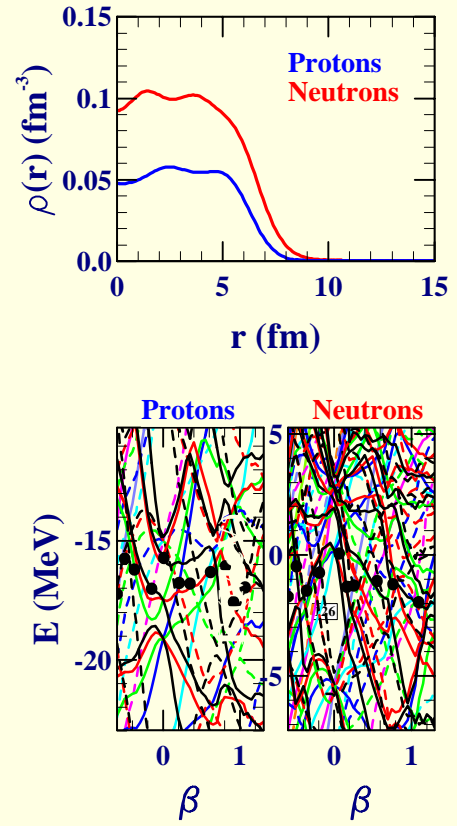 0.15
Protons
Neutrons
0.1
ρ(r) (fm-3)
0.05
0.0
0 5 10 15
r (fm)
Protons Neutrons
5
-15 0
E (MeV)
126
-20 -5
0 1 0 1
β β